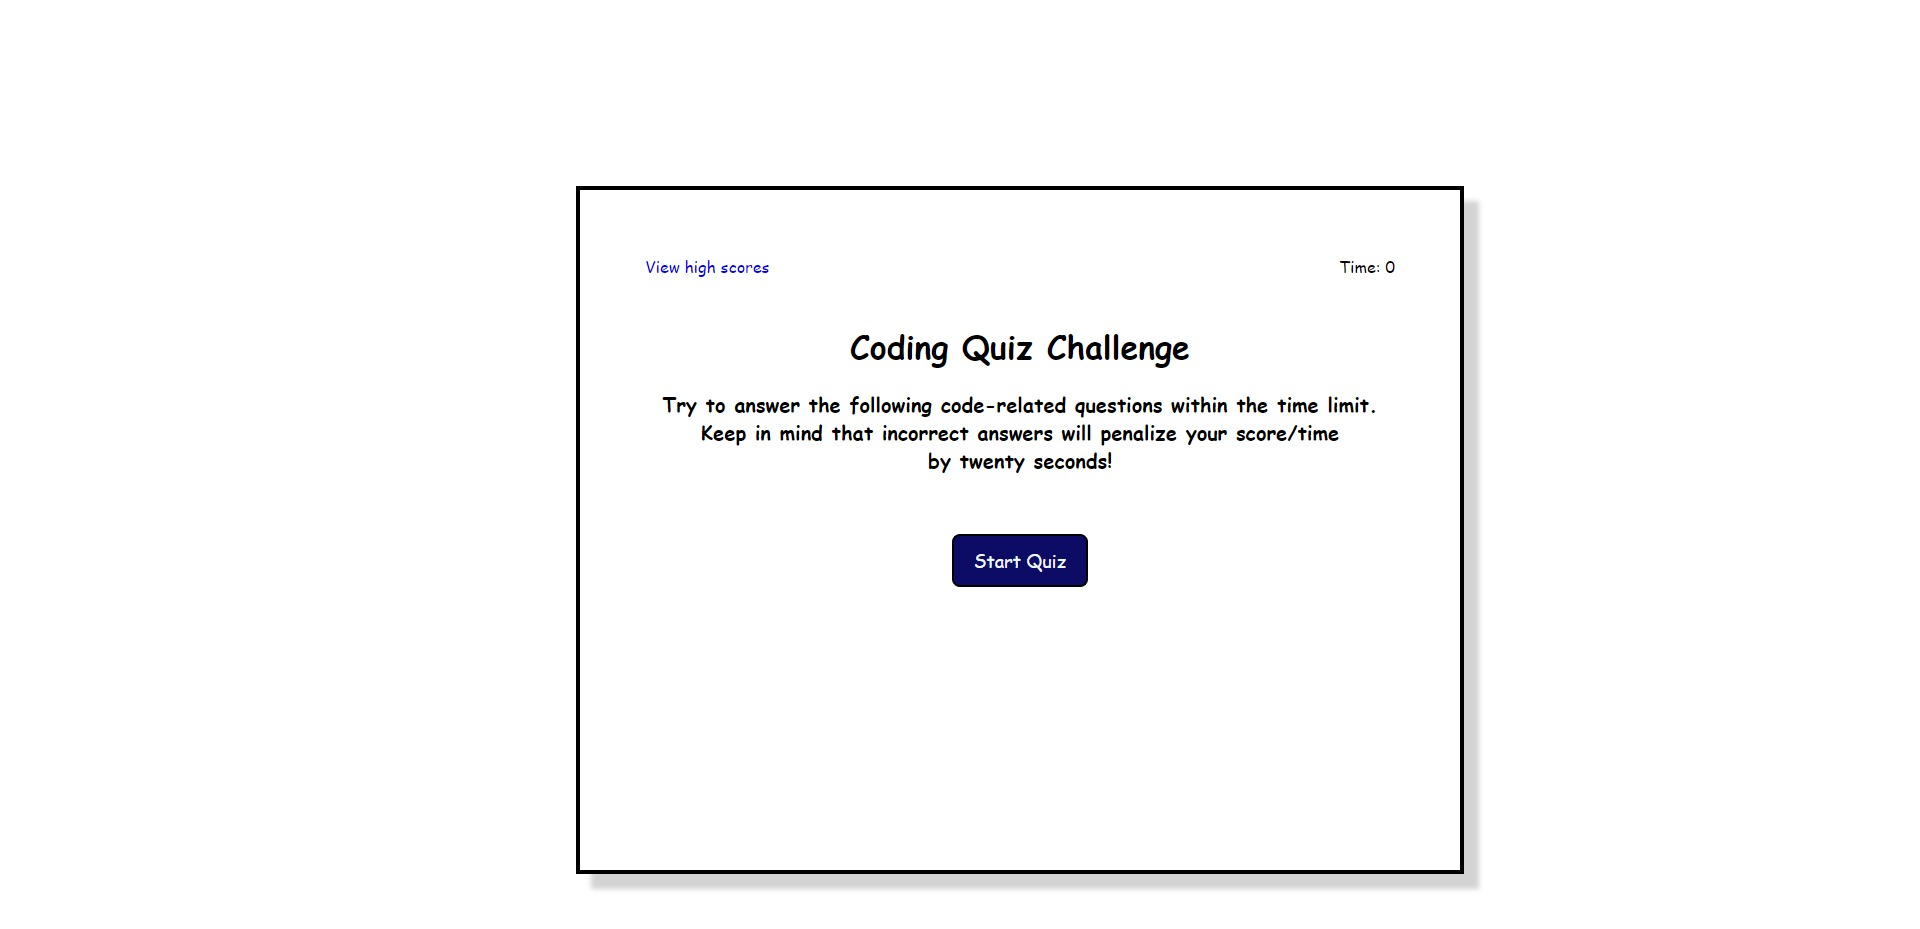 View high scores
Time: 0
Coding Quiz Challenge
Try to answer the following code-related questions within the time limit.
Keep in mind that incorrect answers will penalize your score/time
by twenty seconds!
Start Quiz